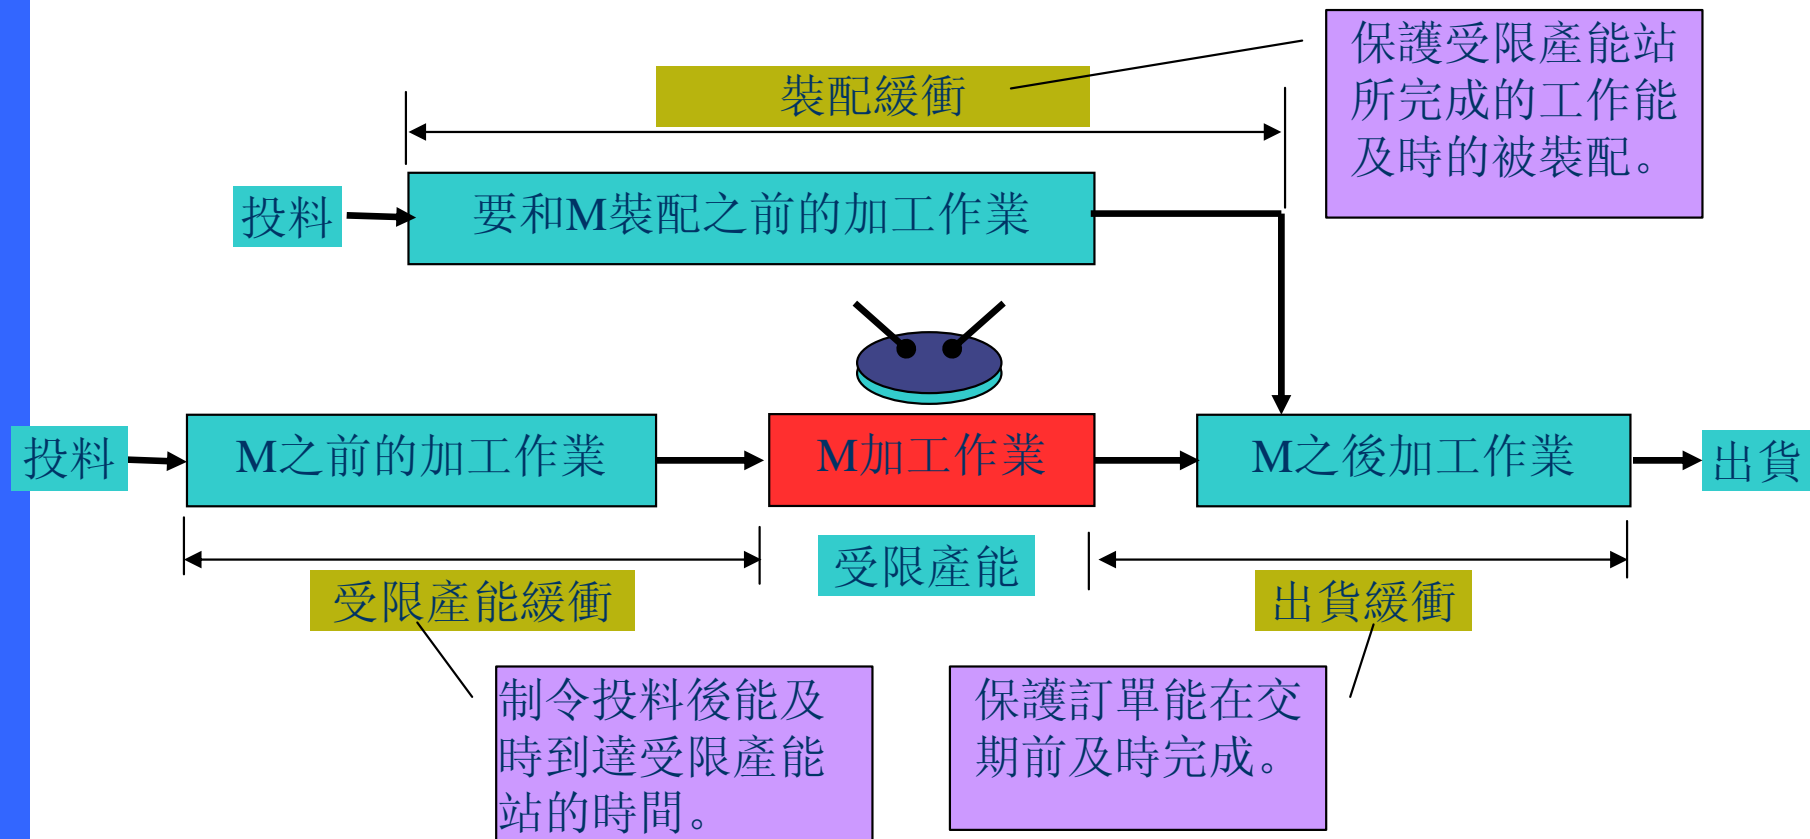 保護受限產能站
所完成的工作能
及時的被裝配。
裝配緩衝
投料
要和M裝配之前的加工作業
投料
M之前的加工作業
M加工作業
M之後加工作業
出貨
受限產能
受限產能緩衝
出貨緩衝
制令投料後能及
時到達受限產能
站的時間。
保護訂單能在交
期前及時完成。